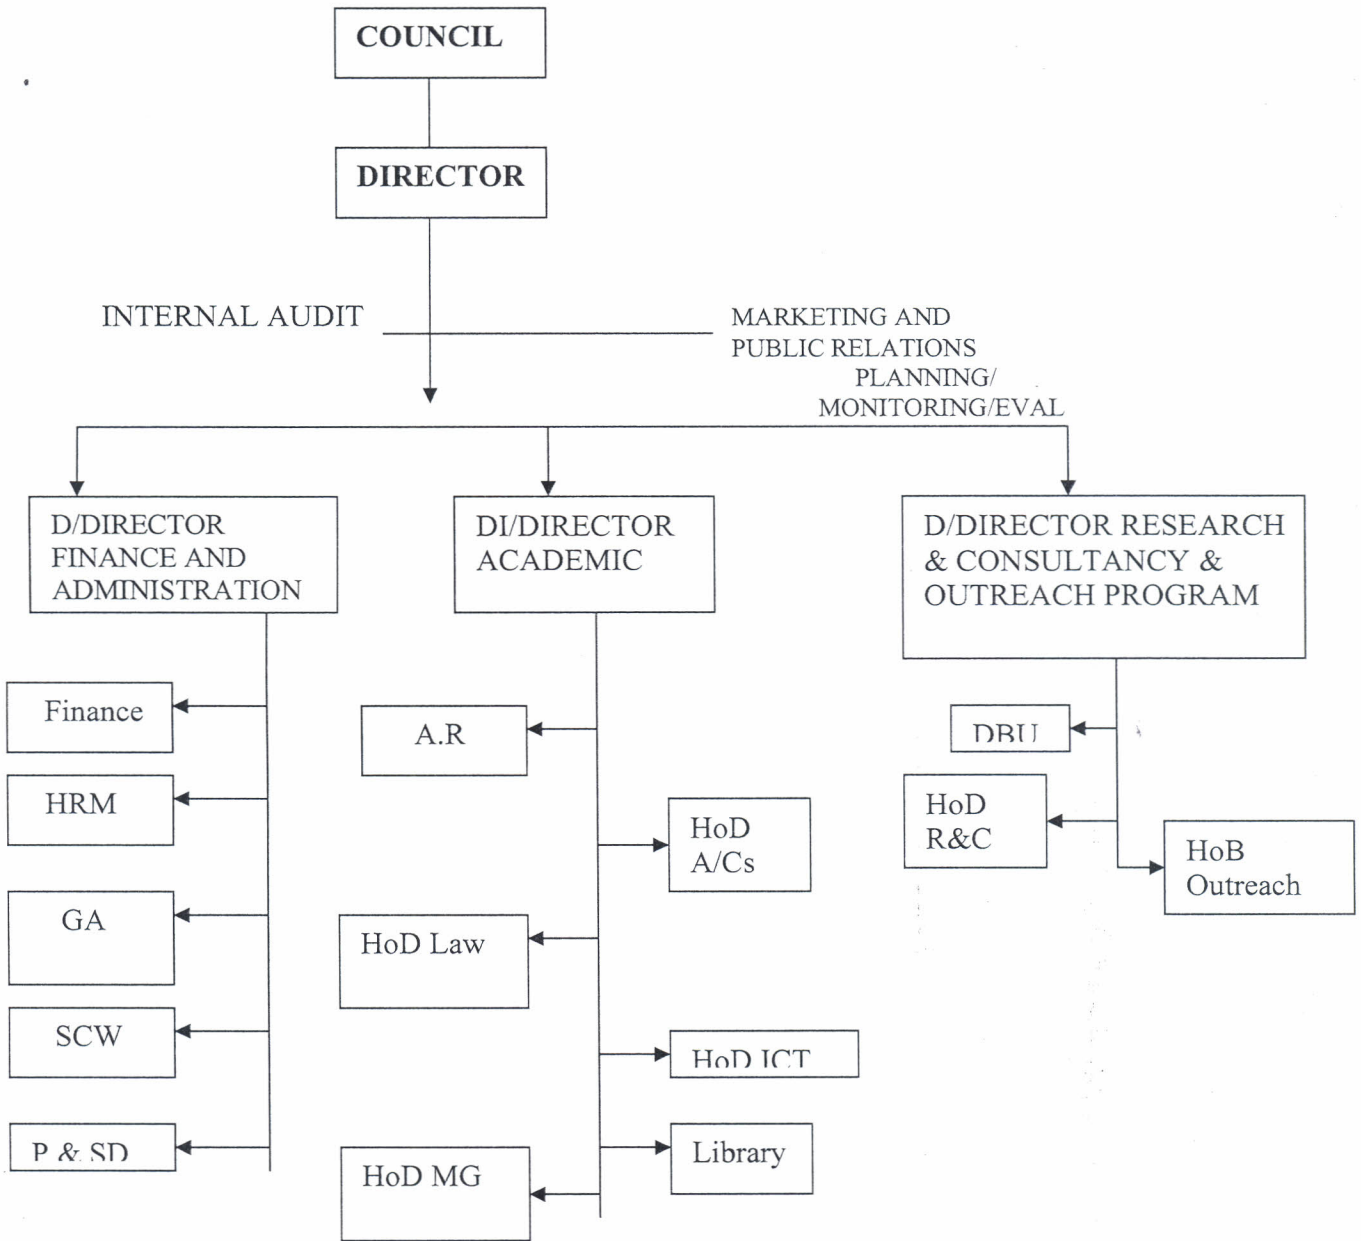 COUNCIL
DIRECTOR
INTERNAL AUDIT
MARKETING AND
PUBLIC RELATIONS
PLANNING/
MONITORING/EVAL
D/DIRECTOR
FINANCE AND
ADMINISTRATION
DI/DIRECTOR
ACADEMIC
D/DIRECTOR RESEARCH
& CONSULTANCY &
OUTREACH PROGRAM
Finance
HRM
GA
SCW
P & SD
A.R
HoD
A/Cs
HoD Law
HoD ICT
Library
HoD MG
DBU
HoD
R&C
HoB
Outreach